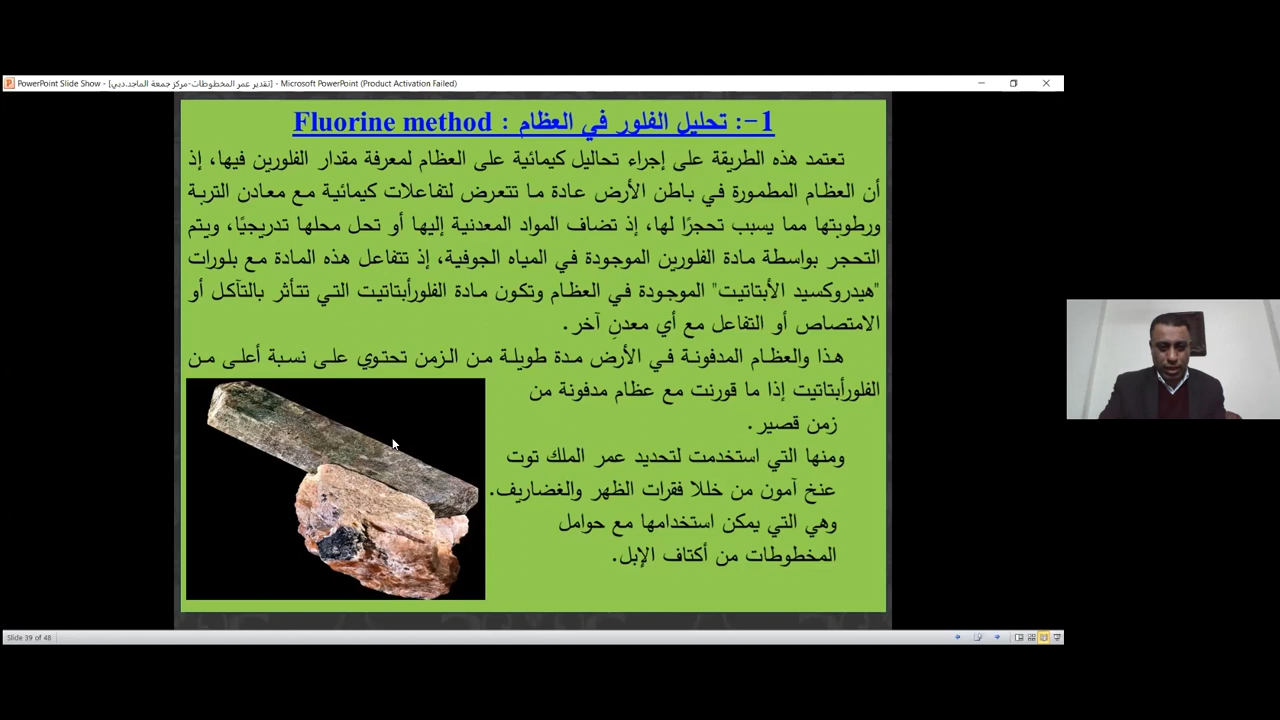 PowerPoint Slide Show - [تقدير عمر المخطوطات-مركز جمعة الماجد.دبي] - Microsoft PowerPoint (Product Activation Failed)
1-: تحليل الفلور في العظام : Fluorine method
تعتمد هذه الطريقة على إجراء تحاليل كيمائية على العظام لمعرفة مقدار الفلورين فيها، إذ
أن العظام المطمورة في باطن الأرض عادة ما تتعرض لتفاعلات كيمائية مع معادن التربة
ورطوبتها مما يسبب تحجرًا لها، إذ تضاف المواد المعدنية إليها أو تحل محلها تدريجيًا، ويتم
التحجر بواسطة مادة الفلورين الموجودة في المياه الجوفية، إذ تتفاعل هذه المادة مع بلورات
"هيدروكسيد الأبتاتيت" الموجودة في العظام وتكون مادة الفلورأبتاتيت التي تتأثر بالتآكل أو
الامتصاص أو التفاعل مع أي معدنِ آخر.
هذا والعظام المدفونة في الأرض مدة طويلة من الزمن تحتوي على نسبة أعلى من
الفلورأبتاتيت إذا ما قورنت مع عظام مدفونة من
زمن قصير.
ومنها التي استخدمت لتحديد عمر الملك توت
عنخ آمون من خللا فقرات الظهر والغضاريف.
وهي التي يمكن استخدامها مع حوامل
المخطوطات من أكتاف الإبل.
Slide 39 of 48